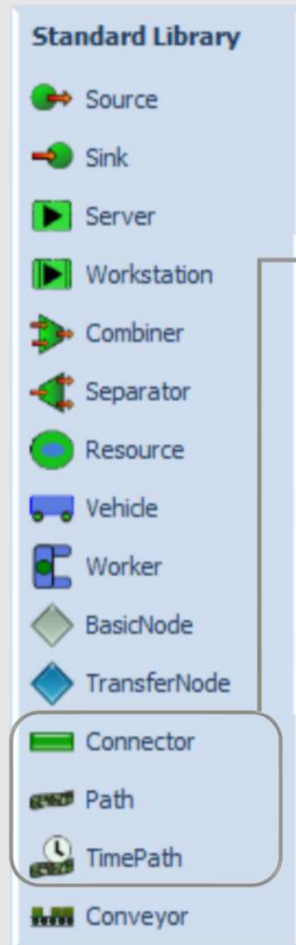 Standard Library
Source
Sink
Server
Workstation
Combiner
Separator
Resource
Vehicle
Worker
BasicNode
TransferNode
Connector
Path
TimePath
Conveyor